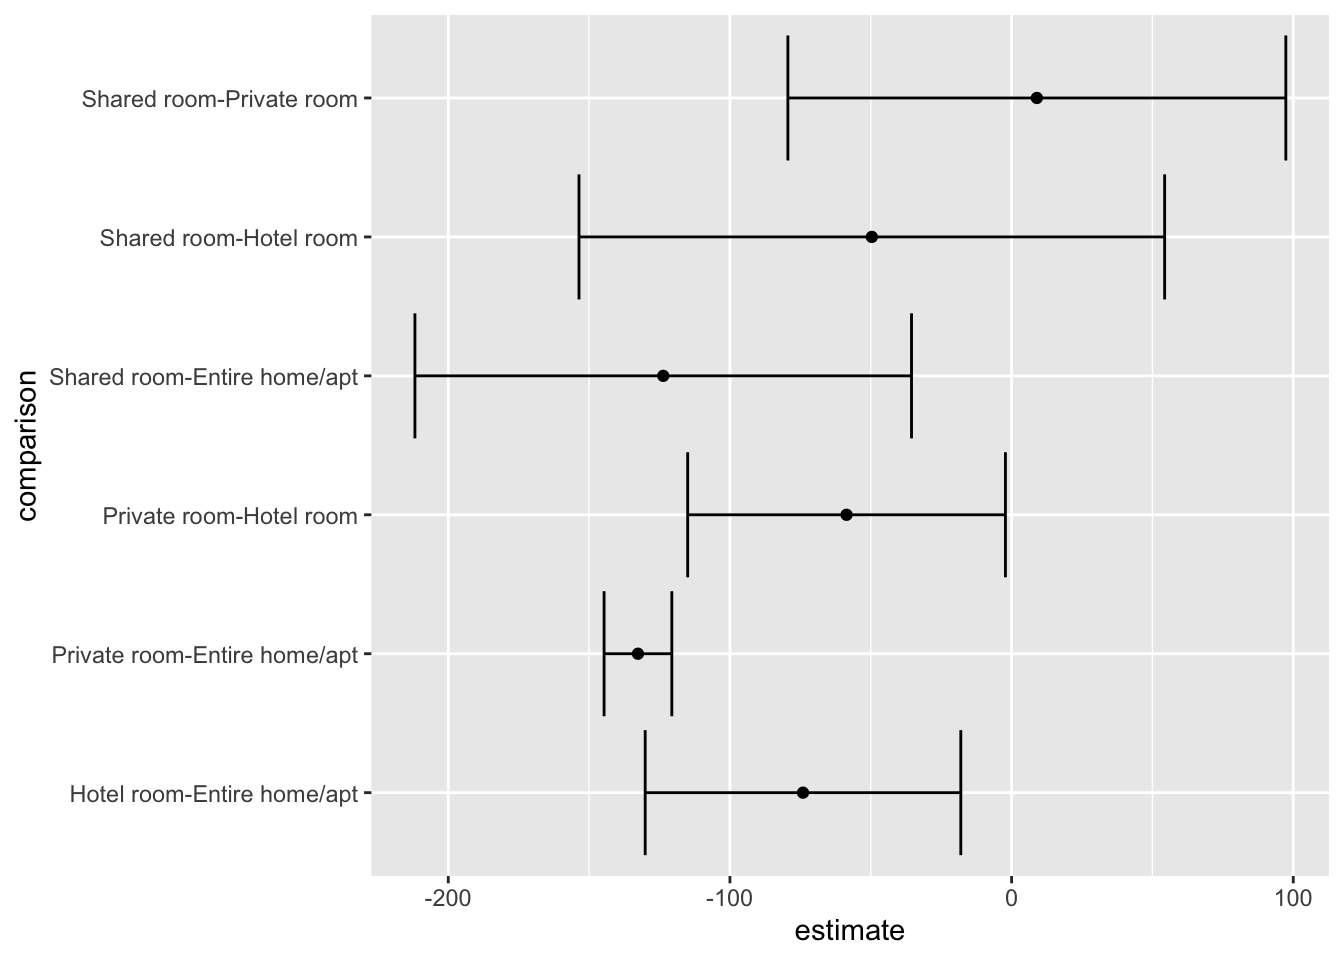 Shared room-Private room
Shared room-Hotel room
Shared room-Entire home/apt
Private room-Hotel room
Private room-Entire home/apt
Hotel room-Entire home/apt
comparison
-200 -100 0 100
estimate